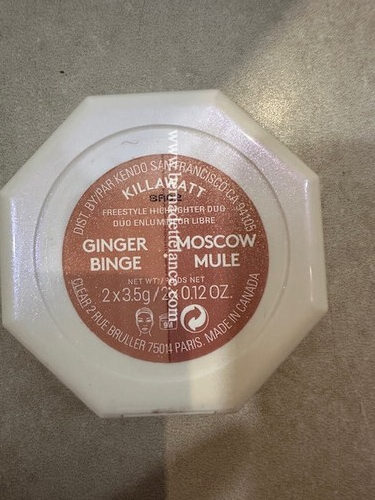 DIST. BY/PAR KENDO SAN FRANCISCO, CA 94105
KILLAWATT
FREESTYLE HIGHLIGHTER DUO
DUO ENLUMINEUR LIBRE
GINGER BINGE
MOSCOW MULE
NET WT./POIDS NET
2 x 3.5g / 2 x 0.12 OZ.
9M
CLEAR 2 RUE BRULLER 75014 PARIS. MADE IN CANADA